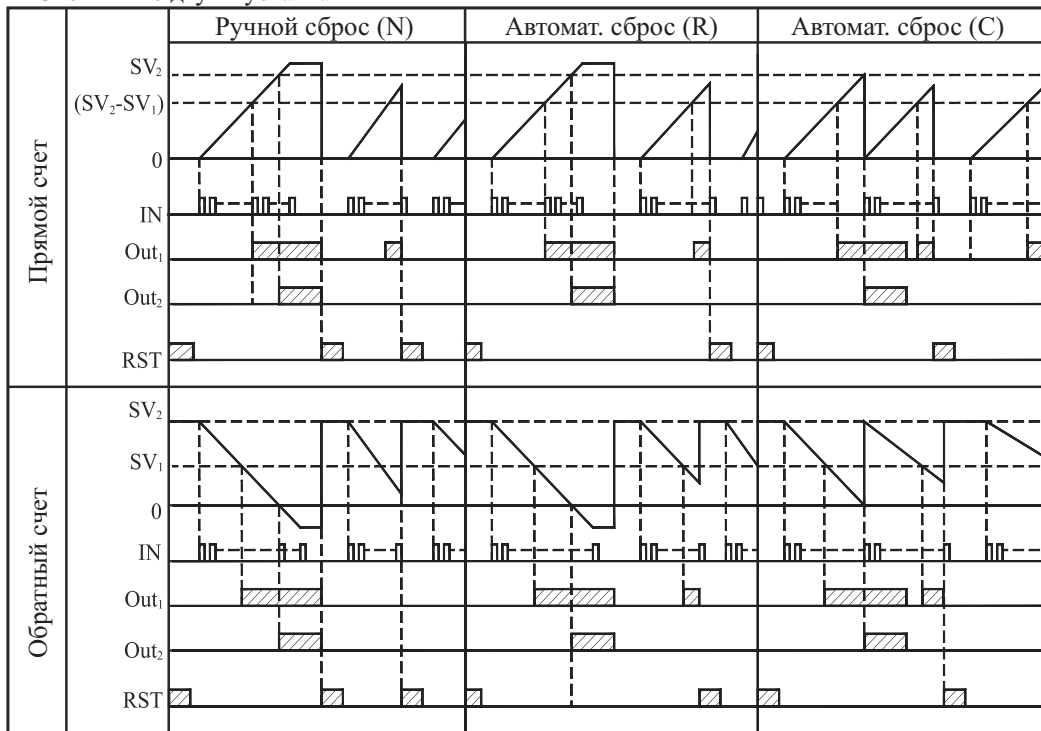 Ручной сброс (N)
Автомат. сброс (R)
Автомат. сброс (C)
Прямой счет
SV₂
(SV₂-SV₁)
0
IN
Out₁
Out₂
RST
Обратный счет
SV₂
SV₁
0
IN
Out₁
Out₂
RST